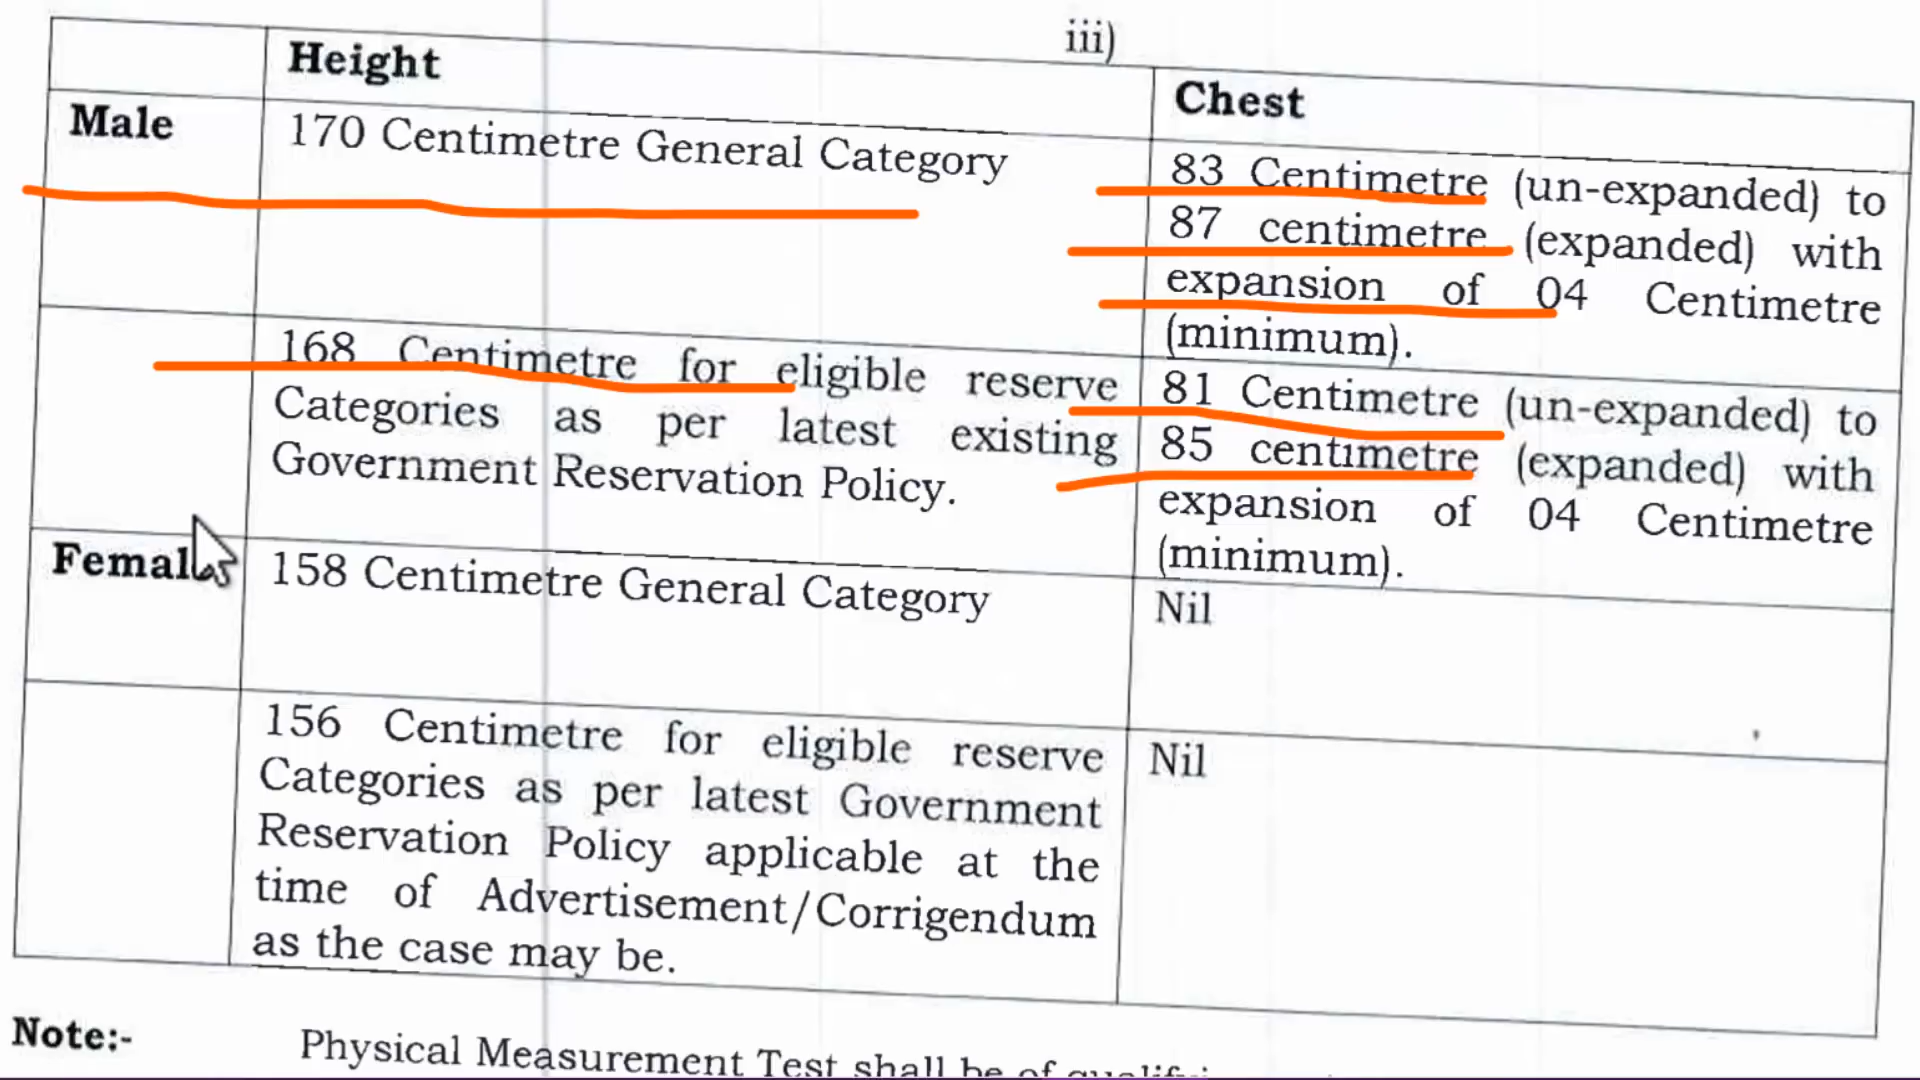 iii)
Height
Chest
Male
170 Centimetre General Category
83 Centimetre (un-expanded) to
87 centimetre (expanded) with
expansion of 04 Centimetre
(minimum).
168 Centimetre for eligible reserve
Categories as per latest existing
Government Reservation Policy.
81 Centimetre (un-expanded) to
85 centimetre (expanded) with
expansion of 04 Centimetre
(minimum).
Femal
158 Centimetre General Category
Nil
156 Centimetre for eligible reserve
Categories as per latest Government
Reservation Policy applicable at the
time of Advertisement/Corrigendum
as the case may be.
Nil
Note:-
Physical Measurement Test shall be of